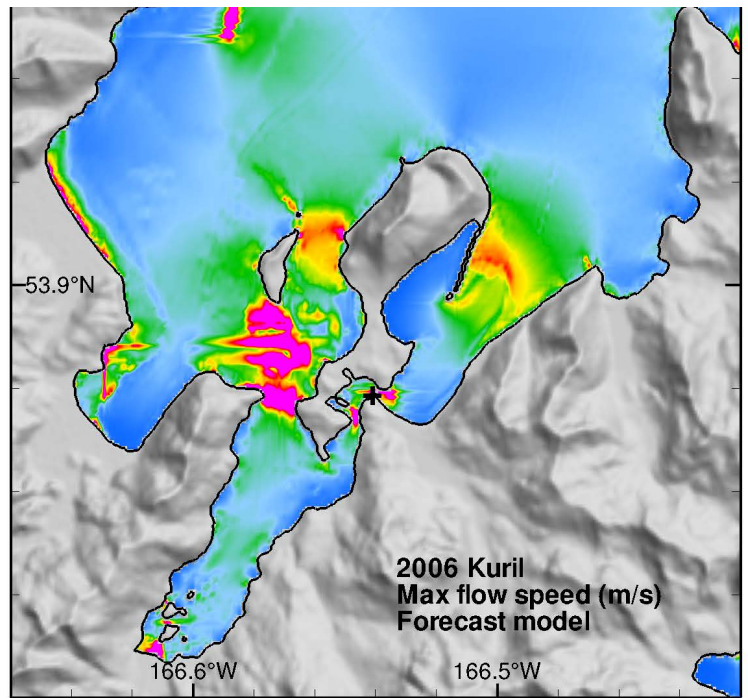 53.9°N
2006 Kuril
Max flow speed (m/s)
Forecast model
166.6°W 166.5°W